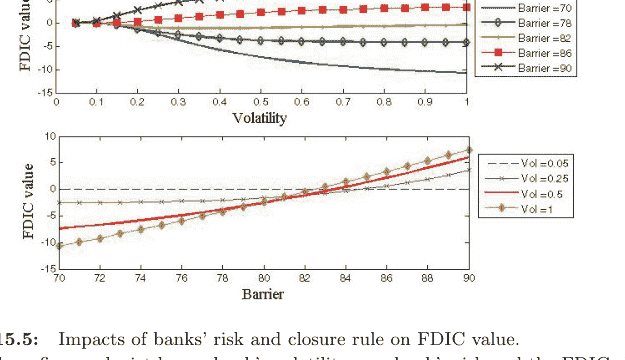 5
0
-5
-10
-15
FDIC value
0 0.1 0.2 0.3 0.4 0.5 0.6 0.7 0.8 0.9 1
Volatility
Barrier=70
Barrier=78
Barrier=82
Barrier=86
Barrier=90
10
5
0
-5
-10
-15
FDIC value
70 72 74 76 78 80 82 84 86 88 90
Barrier
Vol=0.05
Vol=0.25
Vol=0.5
Vol=1
15.5: Impacts of banks' risk and closure rule on FDIC value.